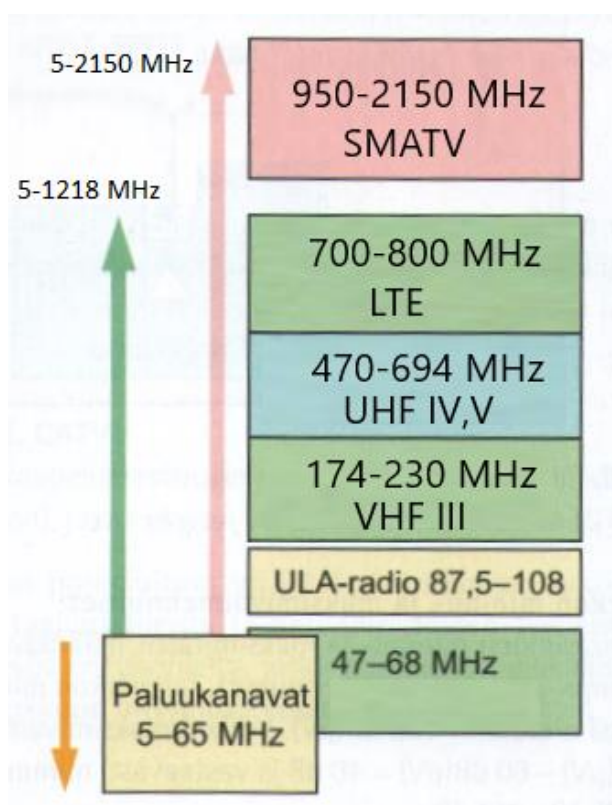 5-2150 MHz
950-2150 MHz
SMATV
5-1218 MHz
700-800 MHz
LTE
470-694 MHz
UHF IV,V
174-230 MHz
VHF III
ULA-radio 87,5–108
47–68 MHz
Paluukanavat
5–65 MHz